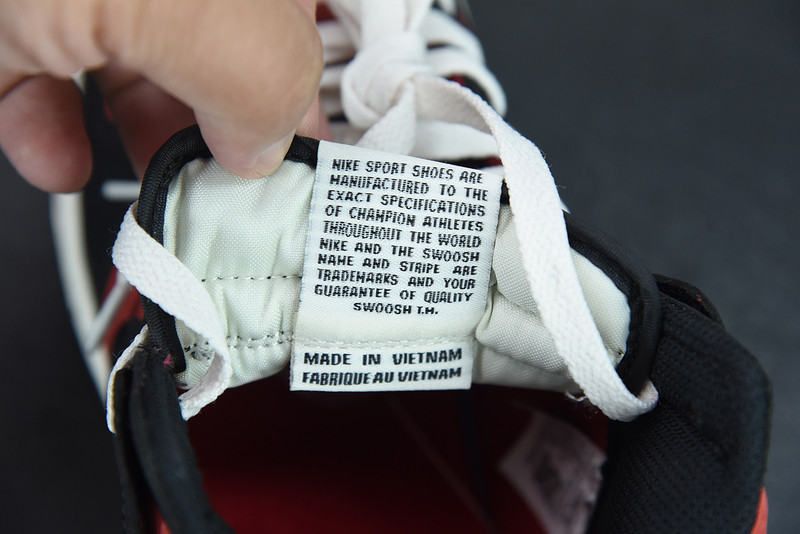 NIKE SPORT SHOES ARE
MANUFACTURED TO THE
EXACT SPECIFICATIONS
OF CHAMPION ATHLETES
THROUGHOUT THE WORLD
NIKE AND THE SWOOSH
NAHE AND STRIPE ARE
TRADEHARKS AND YOUR
GUARANTEE OF QUALITY
SWOOSH T.H.
MADE IN VIETNAM
FABRIQUE AU VIETNAM